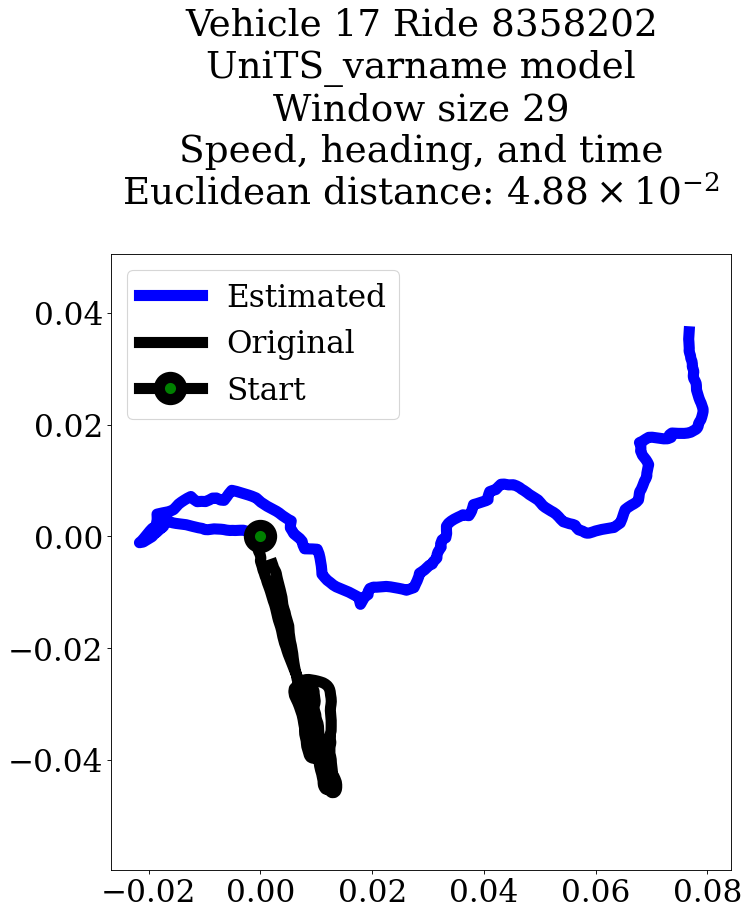 Vehicle 17 Ride 8358202
UniTS_varname model
Window size 29
Speed, heading, and time
Euclidean distance: 4.88 × 10⁻²
Estimated
Original
Start
0.04
0.02
0.00
−0.02
−0.04
−0.02 0.00 0.02 0.04 0.06 0.08